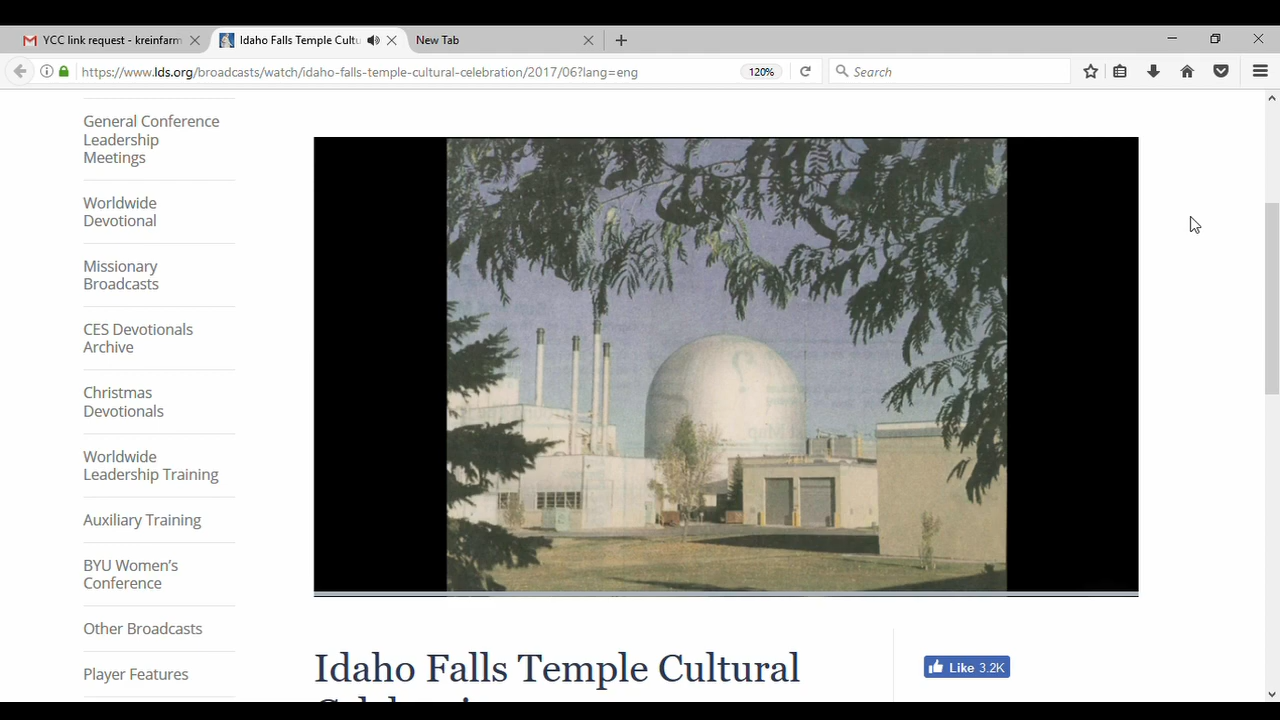 YCC link request - kreinfarm
Idaho Falls Temple Cultu
New Tab
https://www.lds.org/broadcasts/watch/idaho-falls-temple-cultural-celebration/2017/06?lang=eng
120%
Search
General Conference
Leadership
Meetings
Worldwide
Devotional
Missionary
Broadcasts
CES Devotionals
Archive
Christmas
Devotionals
Worldwide
Leadership Training
Auxiliary Training
BYU Women's
Conference
Other Broadcasts
Player Features
Idaho Falls Temple Cultural
Like 3.2K